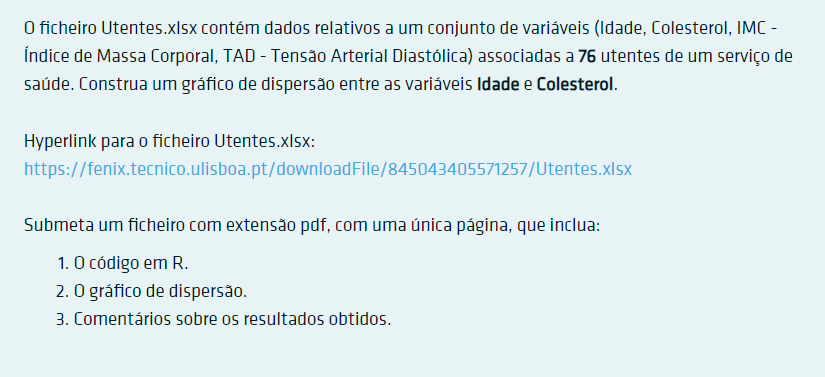 O ficheiro Utentes.xlsx contém dados relativos a um conjunto de variáveis (Idade, Colesterol, IMC -
Índice de Massa Corporal, TAD - Tensão Arterial Diastólica) associadas a 76 utentes de um serviço de
saúde. Construa um gráfico de dispersão entre as variáveis Idade e Colesterol.
Hyperlink para o ficheiro Utentes.xlsx:
https://fenix.tecnico.ulisboa.pt/downloadFile/845043405571257/Utentes.xlsx
Submeta um ficheiro com extensão pdf, com uma única página, que inclua:
1. O código em R.
2. O gráfico de dispersão.
3. Comentários sobre os resultados obtidos.